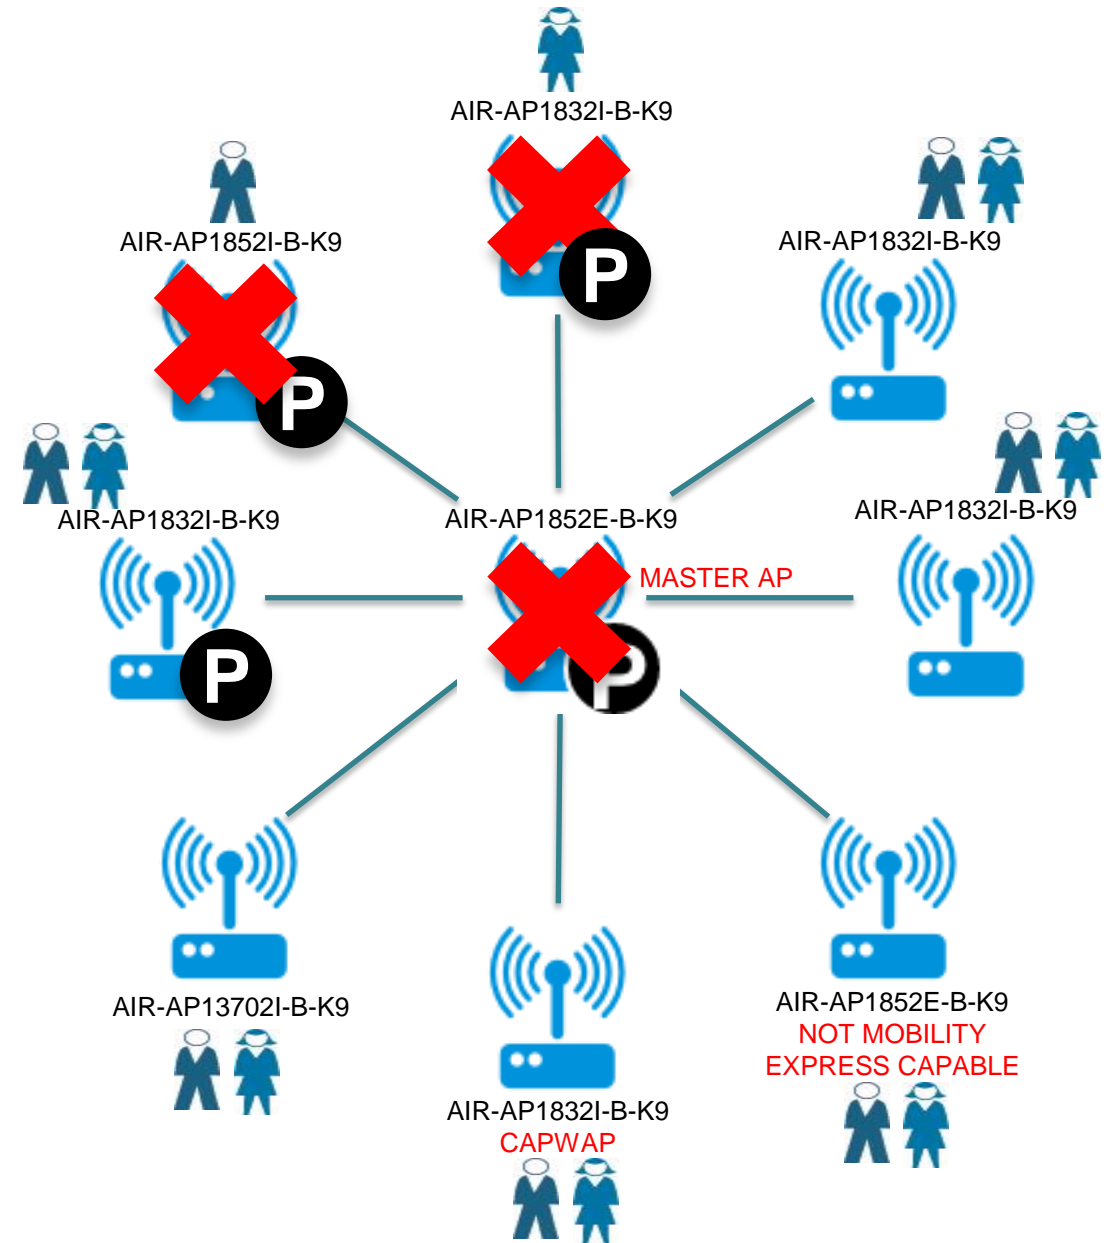 AIR-AP1832I-B-K9
AIR-AP1852I-B-K9
AIR-AP1832I-B-K9
P
P
AIR-AP1832I-B-K9
AIR-AP1852E-B-K9
AIR-AP1832I-B-K9
MASTER AP
P
P
AIR-AP13702I-B-K9
AIR-AP1852E-B-K9
NOT MOBILITY
EXPRESS CAPABLE
AIR-AP1832I-B-K9
CAPWAP